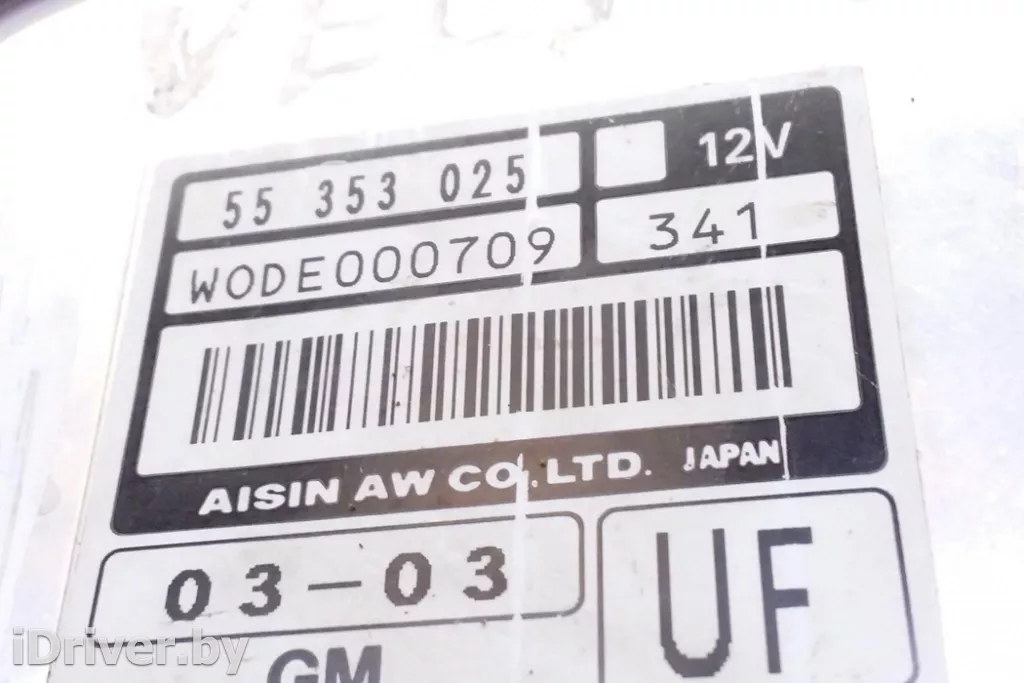 55 353 025 12V
WODE000709 341
AISIN AW CO.,LTD. JAPAN
03-03 UF
GM
iDriver.by